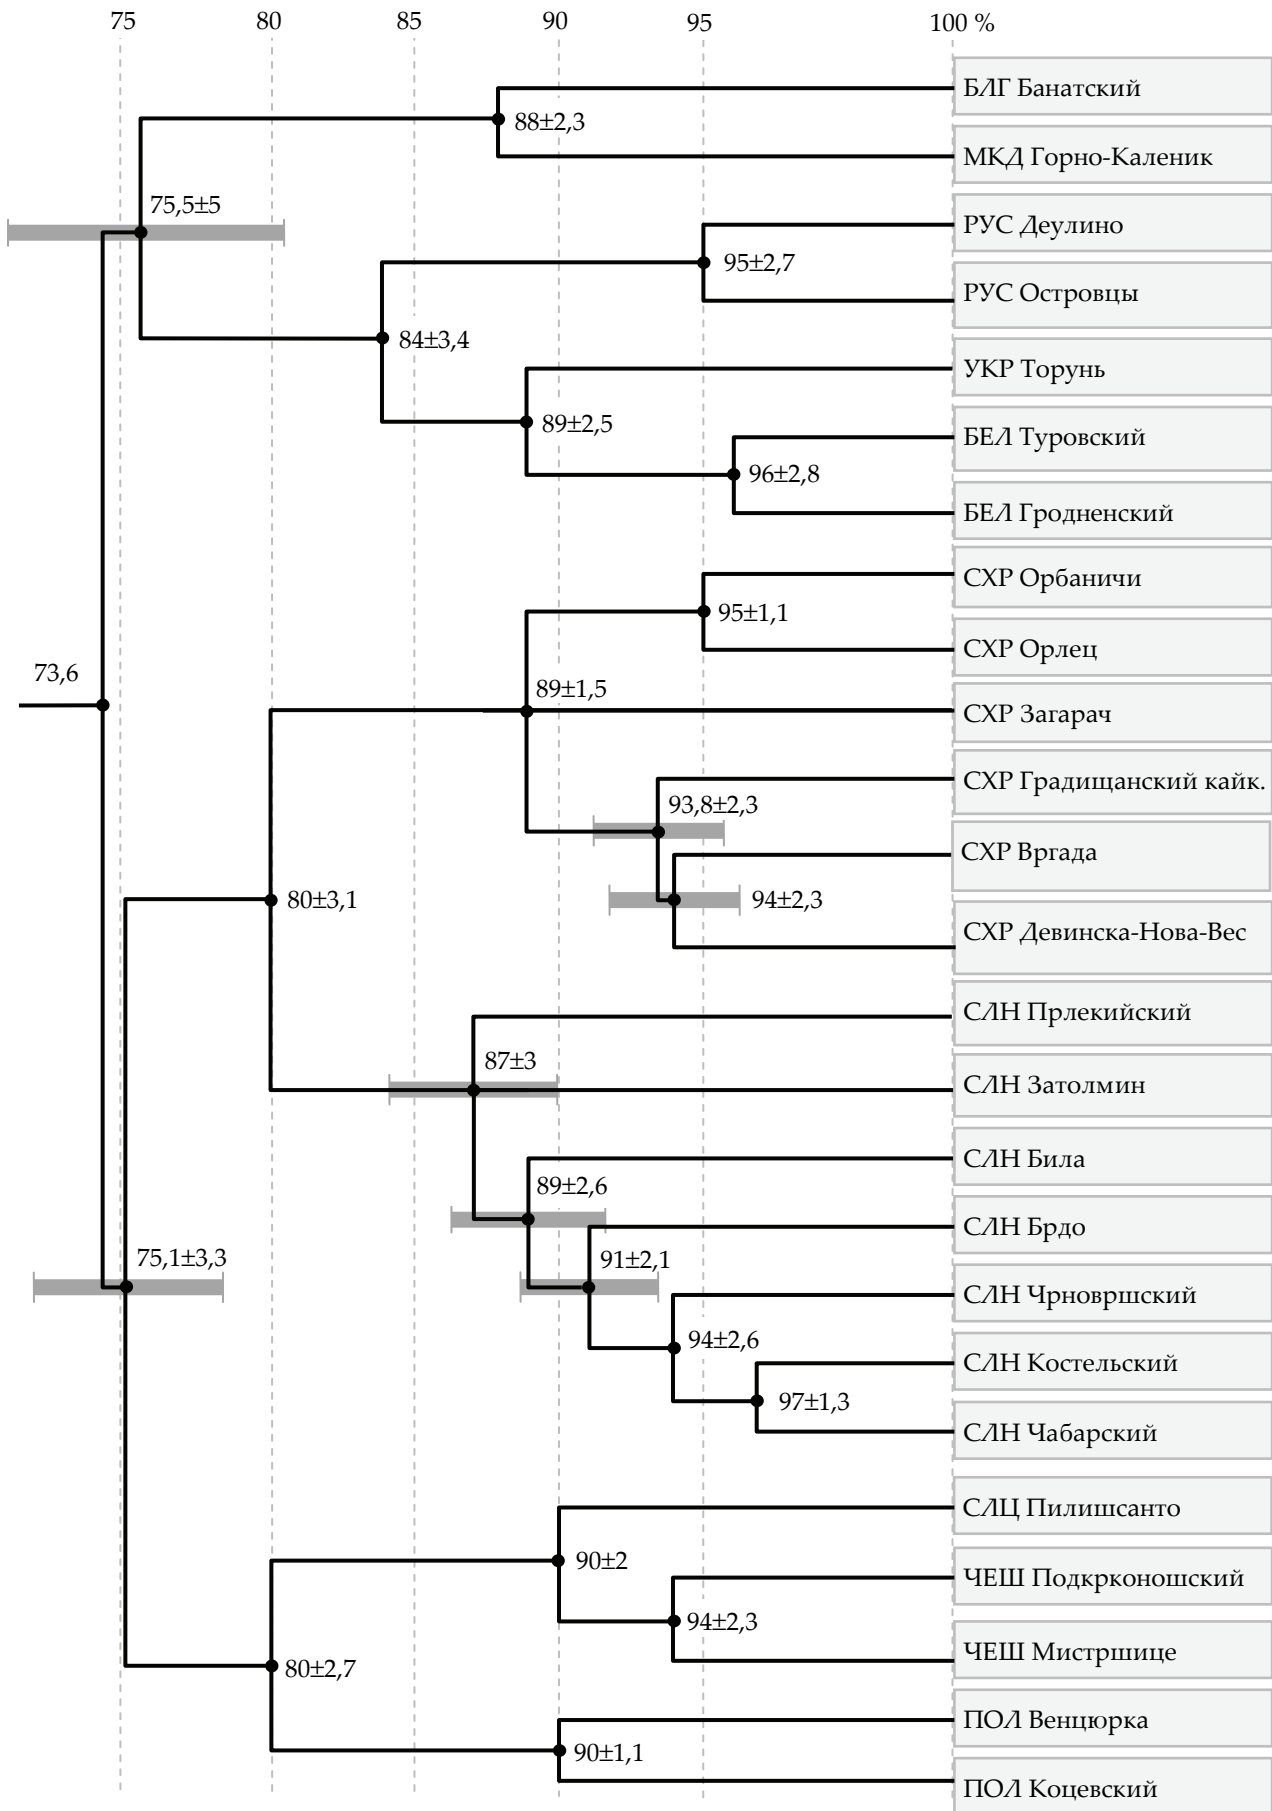 75 80 85 90 95 100 %
БЛГ Банатский
88±2,3
МКД Горно-Каленик
75,5±5
РУС Деулино
95±2,7
РУС Островцы
84±3,4
УКР Торунь
89±2,5
БЕЛ Туровский
96±2,8
БЕЛ Гродненский
СХР Орбаничи
95±1,1
СХР Орлец
73,6
89±1,5
СХР Загарач
СХР Градищанский кайк.
93,8±2,3
СХР Вргада
80±3,1
94±2,3
СХР Девинска-Нова-Вес
СЛН Прлекийский
87±3
СЛН Затолмин
СЛН Била
89±2,6
СЛН Брдо
75,1±3,3
91±2,1
СЛН Чрновршский
94±2,6
СЛН Костельский
97±1,3
СЛН Чабарский
СЛЦ Пилишсанто
90±2
ЧЕШ Подкрконошский
94±2,3
ЧЕШ Мистршице
80±2,7
ПОЛ Венцюрка
90±1,1
ПОЛ Коцевский